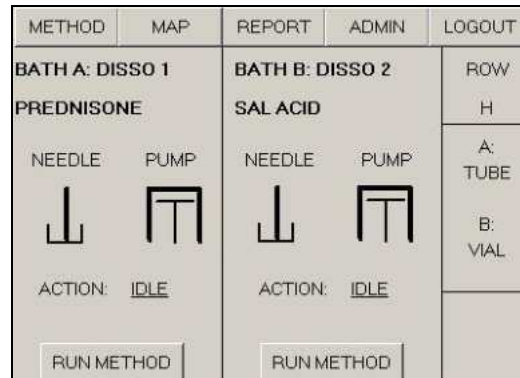 METHOD MAP REPORT ADMIN LOGOUT
BATH A: DISSO 1
PREDNISONE
NEEDLE PUMP
ACTION: IDLE
RUN METHOD
BATH B: DISSO 2
SAL ACID
NEEDLE PUMP
ACTION: IDLE
RUN METHOD
ROW
H
A:
TUBE
B:
VIAL